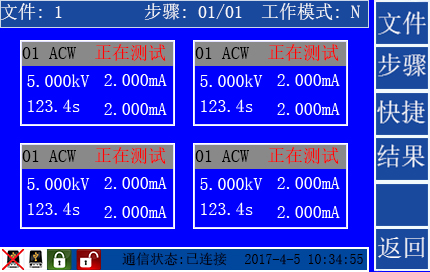 文件: 1 步骤: 01/01 工作模式: N
文件
步骤
快捷
结果
返回
01 ACW 正在测试
5.000kV 2.000mA
123.4s 2.000mA
01 ACW 正在测试
5.000kV 2.000mA
123.4s 2.000mA
01 ACW 正在测试
5.000kV 2.000mA
123.4s 2.000mA
01 ACW 正在测试
5.000kV 2.000mA
123.4s 2.000mA
通信状态:已连接 2017-4-5 10:34:55